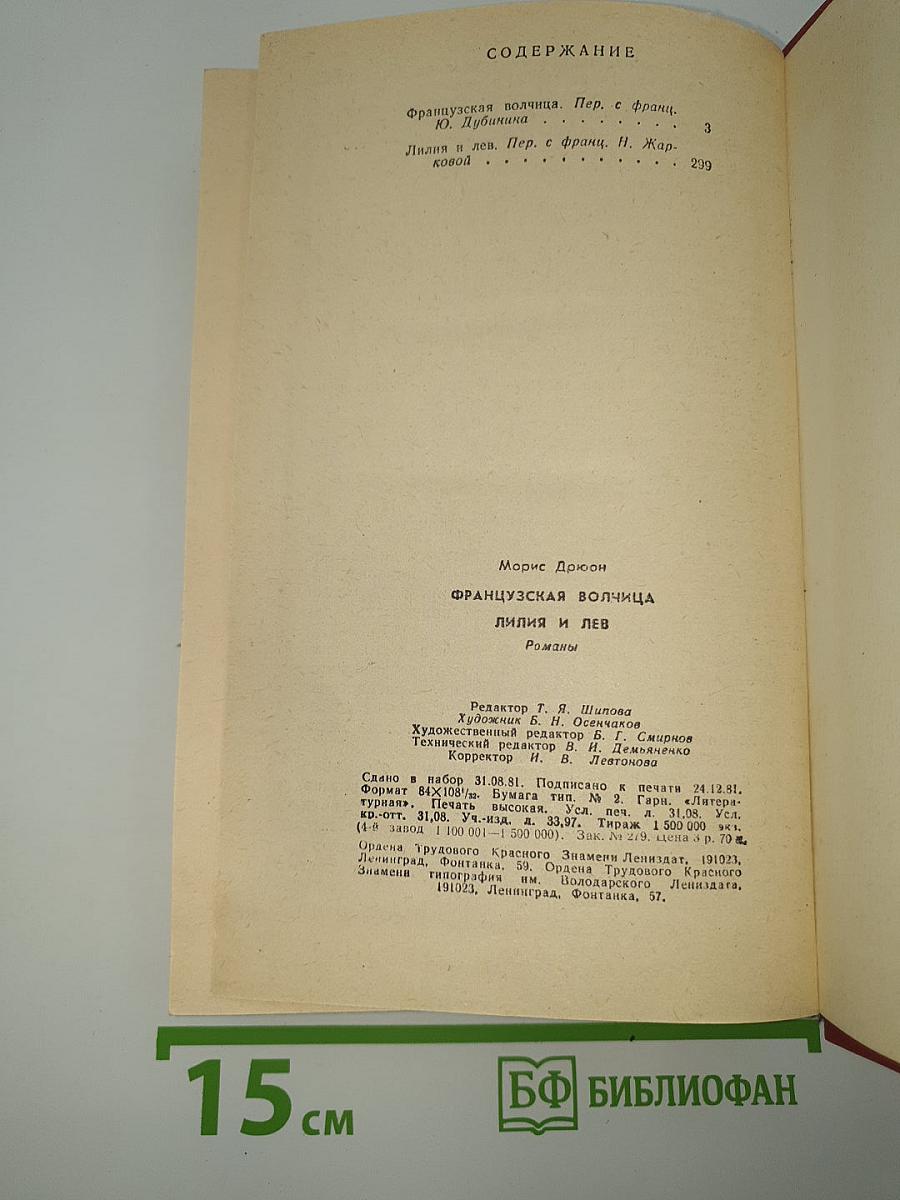 СОДЕРЖАНИЕ
Французская волчица. Пер. с франц.
Ю. Дубинина . . . . . . . . 3
Лилия и лев. Пер. с франц. Н. Жар-
ковой . . . . . . . . . . . 299
Морис Дрюон
ФРАНЦУЗСКАЯ ВОЛЧИЦА
ЛИЛИЯ И ЛЕВ
Романы
Редактор Т. Я. Шипова
Художник Б. Н. Осенчаков
Художественный редактор Б. Г. Смирнов
Технический редактор В. И. Демьяненко
Корректор И. В. Левтонова
Сдано в набор 31.08.81. Подписано к печати 24.12.81.
Формат 84×108¹/₃₂. Бумага тип. № 2. Гарн. «Литера-
турная». Печать высокая. Усл. печ. л. 31,08. Усл.
кр.-отт. 31,08. Уч.-изд. л. 33,97. Тираж 1 500 000 экз.
(4-й завод 1 100 001—1 500 000). Зак. № 279. Цена 3 р. 70 к.
Ордена Трудового Красного Знамени Лениздат, 191023,
Ленинград, Фонтанка, 59. Ордена Трудового Красного
Знамени типография им. Володарского Лениздата,
191023, Ленинград, Фонтанка, 57.
15 см
БФ БИБЛИОФАН